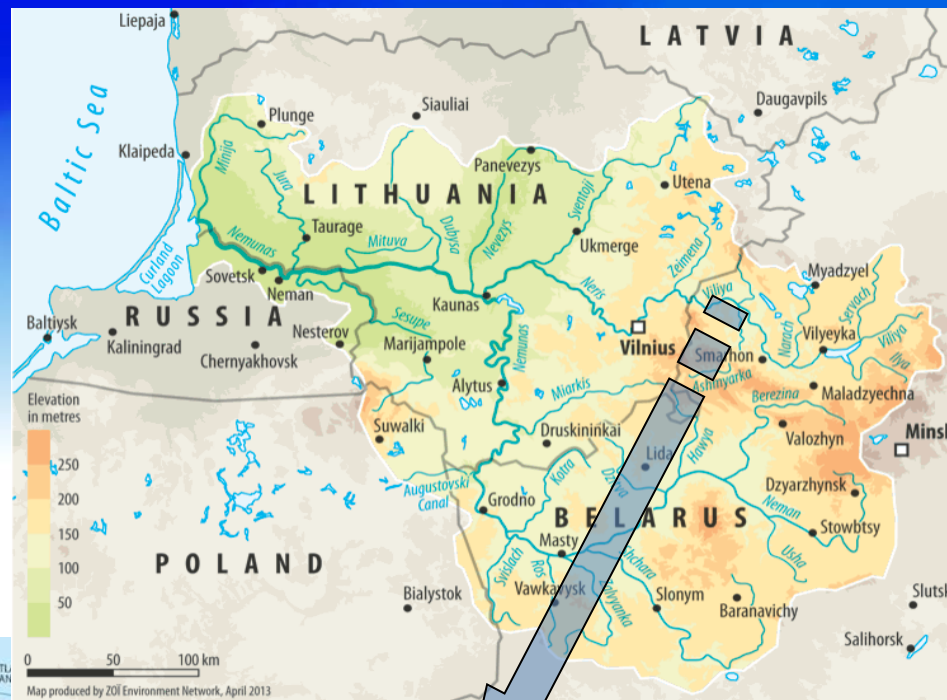 Liepaja
LATVIA
Siauliai
Daugavpils
Plunge
Baltic Sea
Klaipeda
Minija
Jura
Panevezys
LITHUANIA
Utena
Sventoji
Taurage
Mituva
Dubysa
Nevezys
Ukmerge
Zeimena
Nemunas
Curland
Lagoon
Sovetsk
Neman
Kaunas
Neris
Viliya
Myadzyel
Servach
Baltiysk
RUSSIA
Kaliningrad
Nesterov
Chernyakhovsk
Sesupe
Marijampole
Nemunas
Vilnius
Smarhon
Narach
Vilyeyka
Viliya
Ilya
Alytus
Miarkis
Ashmyarka
Berezina
Maladzyechna
Elevation
in metres
250
200
150
100
50
Suwalki
Druskininkai
Valozhyn
Minsk
Augustovski
Canal
Kotra
Lida
Dzitva
Hawya
Dzyarzhynsk
Grodno
BELARUS
Neman
Stowbtsy
Masty
Usha
POLAND
Svislach
Ros
Shchara
Vawkavysk
Zalvyanka
Slonym
Baranavichy
Bialystok
Slutsk
Salihorsk
0 50 100 km
Map produced by ZOÏ Environment Network, April 2013